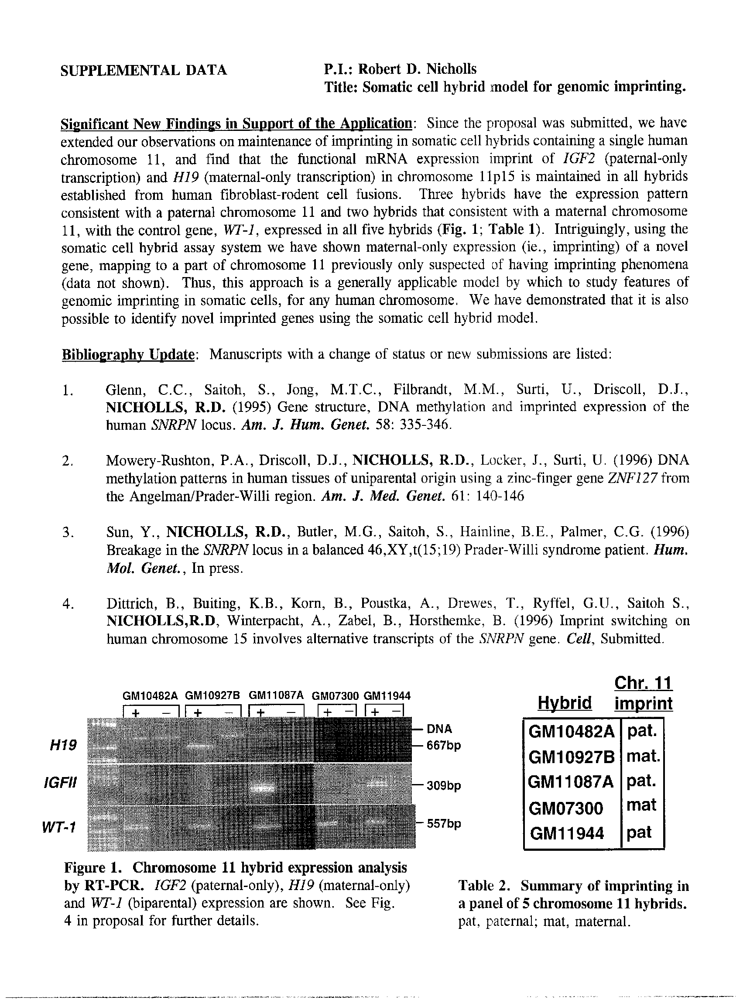 SUPPLEMENTAL DATA
P.I.: Robert D. Nicholls
Title: Somatic cell hybrid model for genomic imprinting.
Significant New Findings in Support of the Application: Since the proposal was submitted, we have
extended our observations on maintenance of imprinting in somatic cell hybrids containing a single human
chromosome 11, and find that the functional mRNA expression imprint of IGF2 (paternal-only
transcription) and H19 (maternal-only transcription) in chromosome 11p15 is maintained in all hybrids
established from human fibroblast-rodent cell fusions. Three hybrids have the expression pattern
consistent with a paternal chromosome 11 and two hybrids that consistent with a maternal chromosome
11, with the control gene, WT-1, expressed in all five hybrids (Fig. 1; Table 1). Intriguingly, using the
somatic cell hybrid assay system we have shown maternal-only expression (ie., imprinting) of a novel
gene, mapping to a part of chromosome 11 previously only suspected of having imprinting phenomena
(data not shown). Thus, this approach is a generally applicable model by which to study features of
genomic imprinting in somatic cells, for any human chromosome. We have demonstrated that it is also
possible to identify novel imprinted genes using the somatic cell hybrid model.
Bibliography Update: Manuscripts with a change of status or new submissions are listed:
1. Glenn, C.C., Saitoh, S., Jong, M.T.C., Filbrandt, M.M., Surti, U., Driscoll, D.J.,
NICHOLLS, R.D. (1995) Gene structure, DNA methylation and imprinted expression of the
human SNRPN locus. Am. J. Hum. Genet. 58: 335-346.
2. Mowery-Rushton, P.A., Driscoll, D.J., NICHOLLS, R.D., Locker, J., Surti, U. (1996) DNA
methylation patterns in human tissues of uniparental origin using a zinc-finger gene ZNF127 from
the Angelman/Prader-Willi region. Am. J. Med. Genet. 61: 140-146
3. Sun, Y., NICHOLLS, R.D., Butler, M.G., Saitoh, S., Hainline, B.E., Palmer, C.G. (1996)
Breakage in the SNRPN locus in a balanced 46,XY,t(15;19) Prader-Willi syndrome patient. Hum.
Mol. Genet., In press.
4. Dittrich, B., Buiting, K.B., Korn, B., Poustka, A., Drewes, T., Ryffel, G.U., Saitoh S.,
NICHOLLS,R.D, Winterpacht, A., Zabel, B., Horsthemke, B. (1996) Imprint switching on
human chromosome 15 involves alternative transcripts of the SNRPN gene. Cell, Submitted.
GM10482A GM10927B GM11087A GM07300 GM11944
+ − + − + − + − + −
H19
DNA
667bp
IGFII
309bp
WT-1
557bp
Figure 1. Chromosome 11 hybrid expression analysis
by RT-PCR. IGF2 (paternal-only), H19 (maternal-only)
and WT-1 (biparental) expression are shown. See Fig.
4 in proposal for further details.
Chr. 11
Hybrid imprint
GM10482A pat.
GM10927B mat.
GM11087A pat.
GM07300 mat
GM11944 pat
Table 2. Summary of imprinting in
a panel of 5 chromosome 11 hybrids.
pat, paternal; mat, maternal.